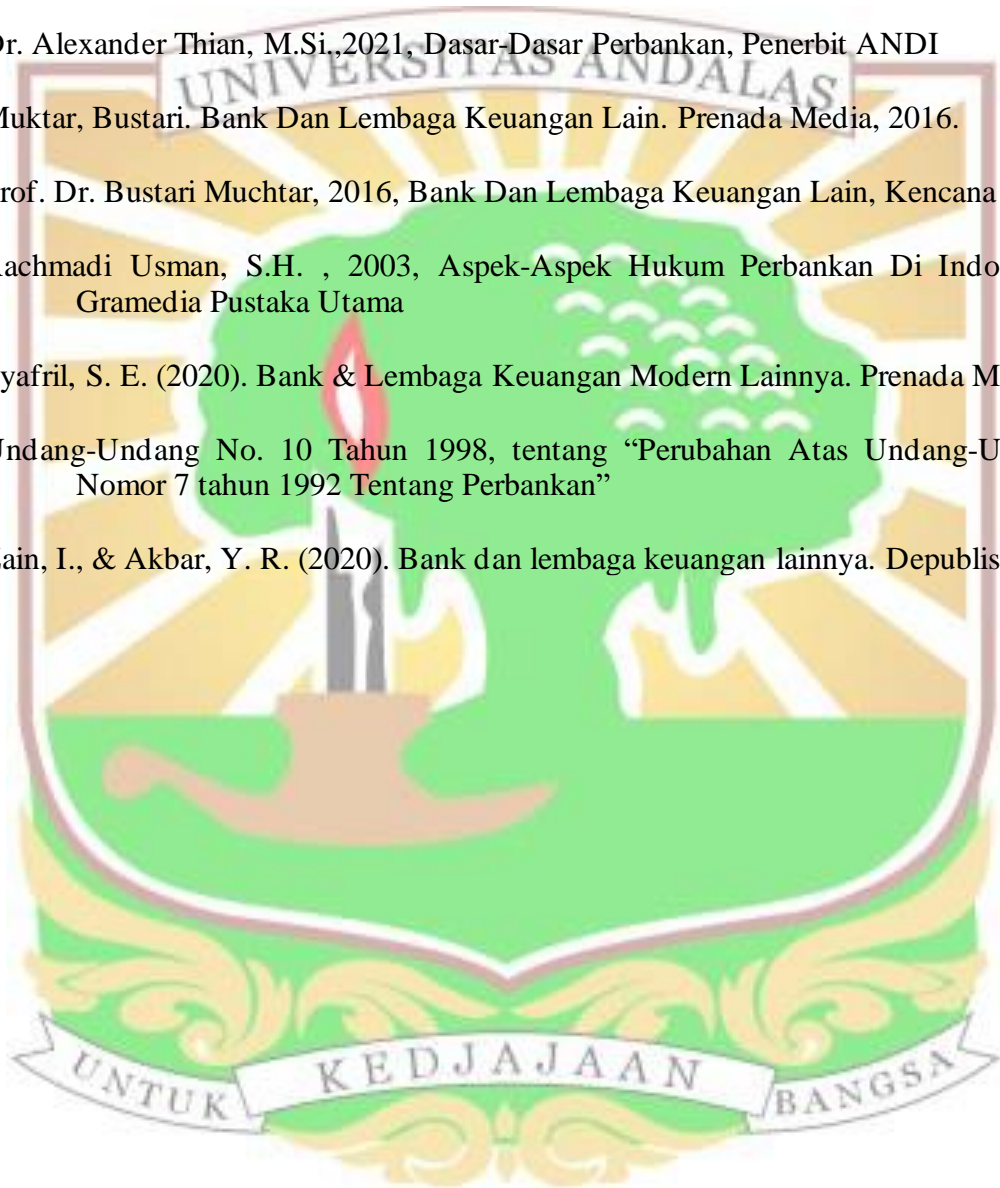 Dr. Alexander Thian, M.Si.,2021, Dasar-Dasar Perbankan, Penerbit ANDI
UNIVERSITAS ANDALAS
Muktar, Bustari. Bank Dan Lembaga Keuangan Lain. Prenada Media, 2016.
rof. Dr. Bustari Muchtar, 2016, Bank Dan Lembaga Keuangan Lain, Kencana
Rachmadi Usman, S.H. , 2003, Aspek-Aspek Hukum Perbankan Di Indo
Gramedia Pustaka Utama
yafril, S. E. (2020). Bank & Lembaga Keuangan Modern Lainnya. Prenada M
Undang-Undang No. 10 Tahun 1998, tentang “Perubahan Atas Undang-U
Nomor 7 tahun 1992 Tentang Perbankan”
ain, I., & Akbar, Y. R. (2020). Bank dan lembaga keuangan lainnya. Depublis
UNTUK KEDJAJAAN BANGSA